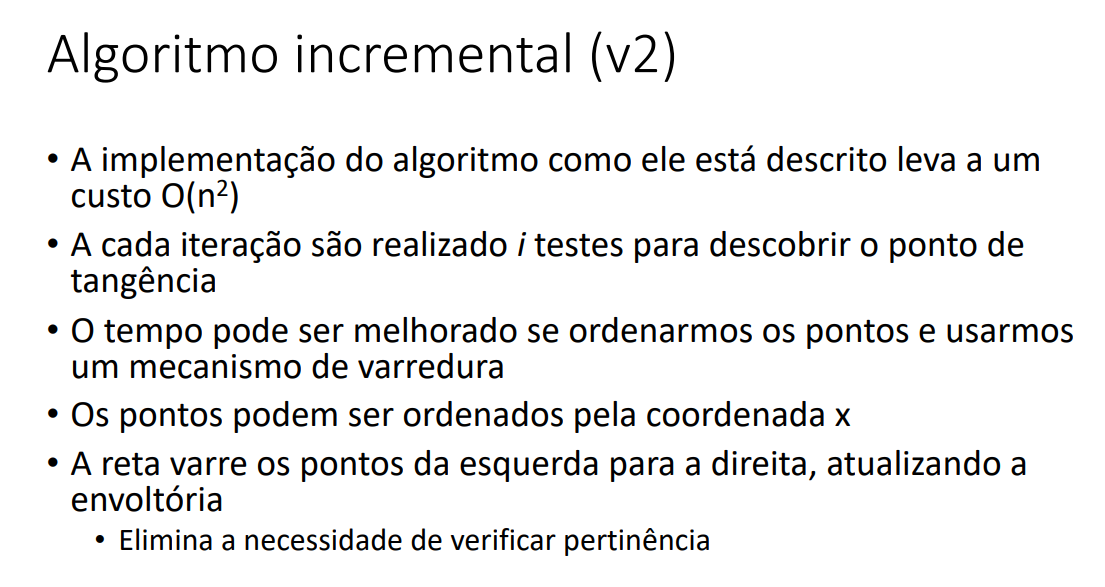 Algoritmo incremental (v2)
• A implementação do algoritmo como ele está descrito leva a um
custo O(n²)
• A cada iteração são realizado i testes para descobrir o ponto de
tangência
• O tempo pode ser melhorado se ordenarmos os pontos e usarmos
um mecanismo de varredura
• Os pontos podem ser ordenados pela coordenada x
• A reta varre os pontos da esquerda para a direita, atualizando a
envoltória
• Elimina a necessidade de verificar pertinência